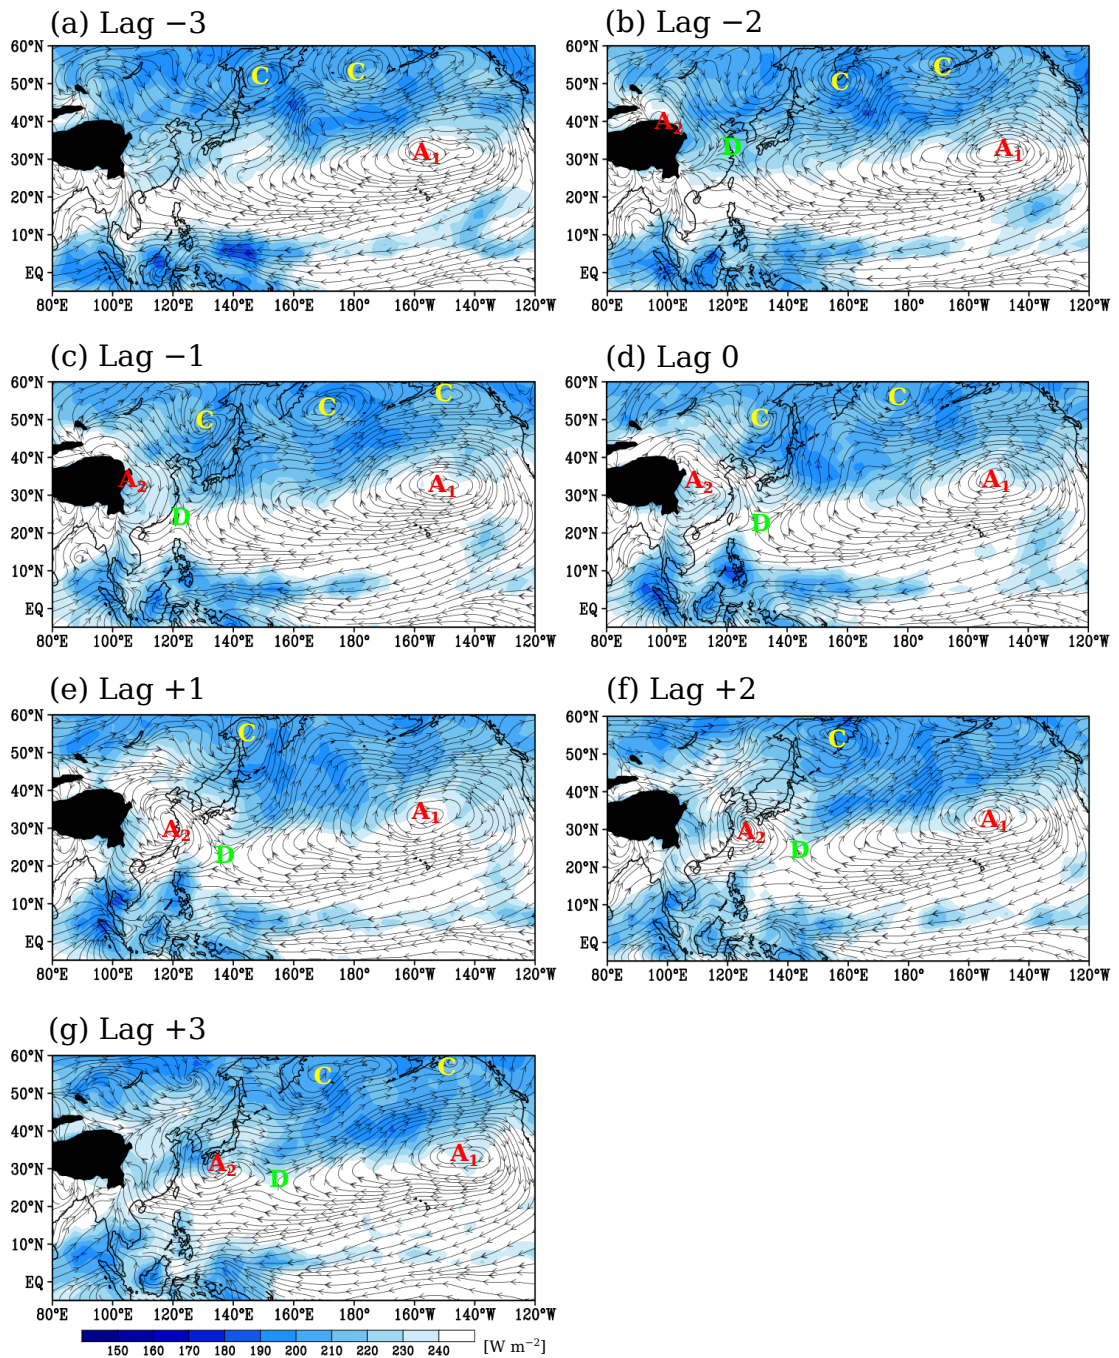 (a) Lag −3
60°N
50°N
40°N
30°N
20°N
10°N
EQ
80°E 100°E 120°E 140°E 160°E 180° 160°W 140°W 120°W
C
C
A1
(b) Lag −2
60°N
50°N
40°N
30°N
20°N
10°N
EQ
80°E 100°E 120°E 140°E 160°E 180° 160°W 140°W 120°W
C
C
A2
D
A1
(c) Lag −1
60°N
50°N
40°N
30°N
20°N
10°N
EQ
80°E 100°E 120°E 140°E 160°E 180° 160°W 140°W 120°W
C
C
C
A2
A1
D
(d) Lag 0
60°N
50°N
40°N
30°N
20°N
10°N
EQ
80°E 100°E 120°E 140°E 160°E 180° 160°W 140°W 120°W
C
C
A2
A1
D
(e) Lag +1
60°N
50°N
40°N
30°N
20°N
10°N
EQ
80°E 100°E 120°E 140°E 160°E 180° 160°W 140°W 120°W
C
A1
A2
D
(f) Lag +2
60°N
50°N
40°N
30°N
20°N
10°N
EQ
80°E 100°E 120°E 140°E 160°E 180° 160°W 140°W 120°W
C
A1
A2
D
(g) Lag +3
60°N
50°N
40°N
30°N
20°N
10°N
EQ
80°E 100°E 120°E 140°E 160°E 180° 160°W 140°W 120°W
C
C
A1
A2
D
150 160 170 180 190 200 210 220 230 240
[W m−2]